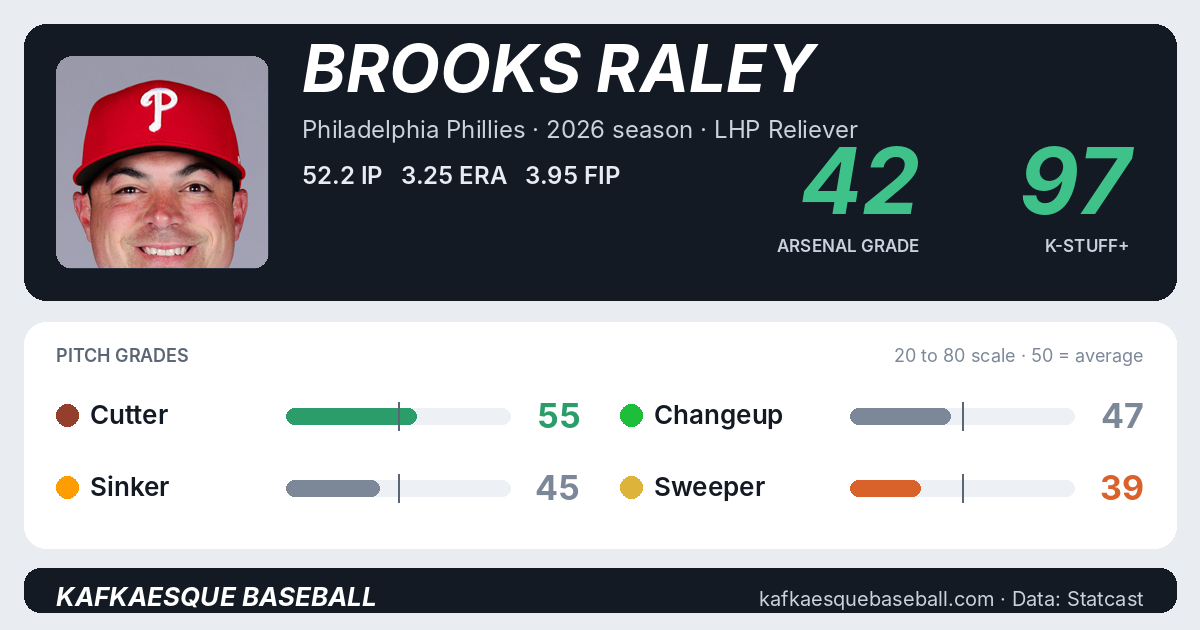 BROOKS RALEY
Philadelphia Phillies · 2026 season · LHP Reliever
52.2 IP 3.25 ERA 3.95 FIP
42
ARSENAL GRADE
97
K-STUFF+
PITCH GRADES
20 to 80 scale · 50 = average
Cutter 55
Changeup 47
Sinker 45
Sweeper 39
KAFKAESQUE BASEBALL
kafkaesquebaseball.com · Data: Statcast
P